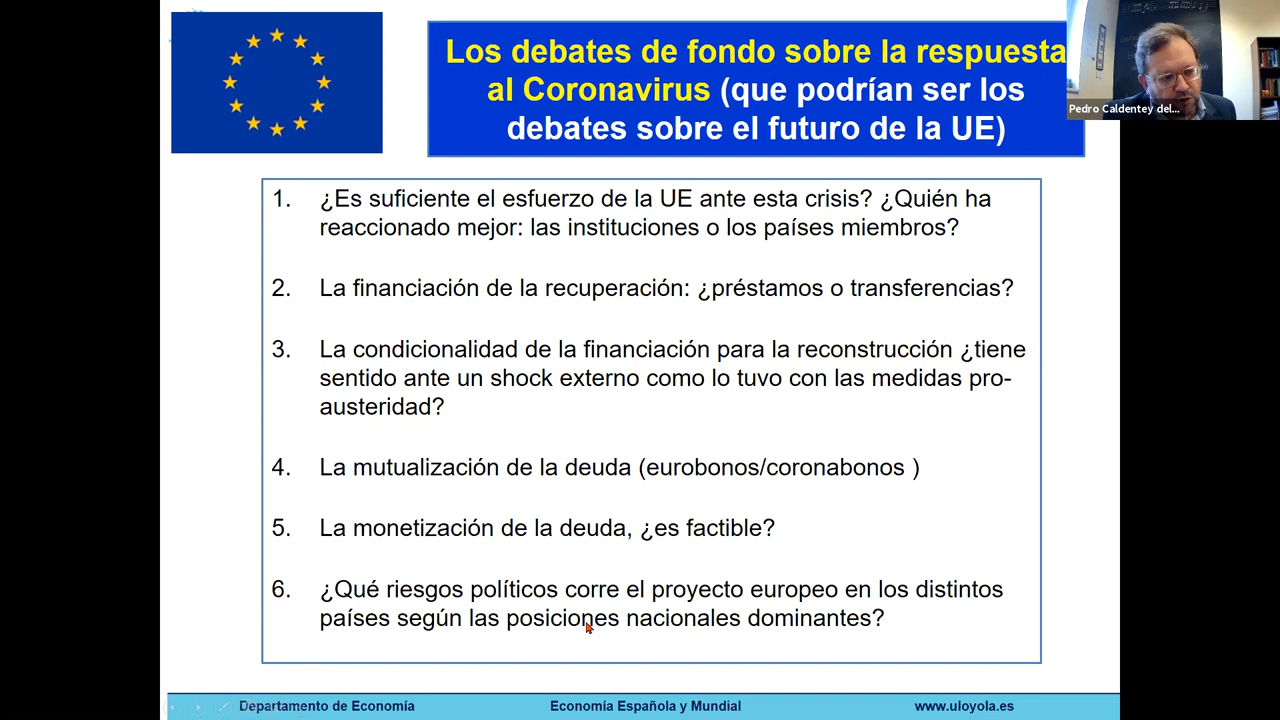 Los debates de fondo sobre la respuesta
al Coronavirus (que podrían ser los
debates sobre el futuro de la UE)
Pedro Caldentey del...
1. ¿Es suficiente el esfuerzo de la UE ante esta crisis? ¿Quién ha
reaccionado mejor: las instituciones o los países miembros?
2. La financiación de la recuperación: ¿préstamos o transferencias?
3. La condicionalidad de la financiación para la reconstrucción ¿tiene
sentido ante un shock externo como lo tuvo con las medidas pro-
austeridad?
4. La mutualización de la deuda (eurobonos/coronabonos )
5. La monetización de la deuda, ¿es factible?
6. ¿Qué riesgos políticos corre el proyecto europeo en los distintos
países según las posiciones nacionales dominantes?
Departamento de Economía
Economía Española y Mundial
www.uloyola.es